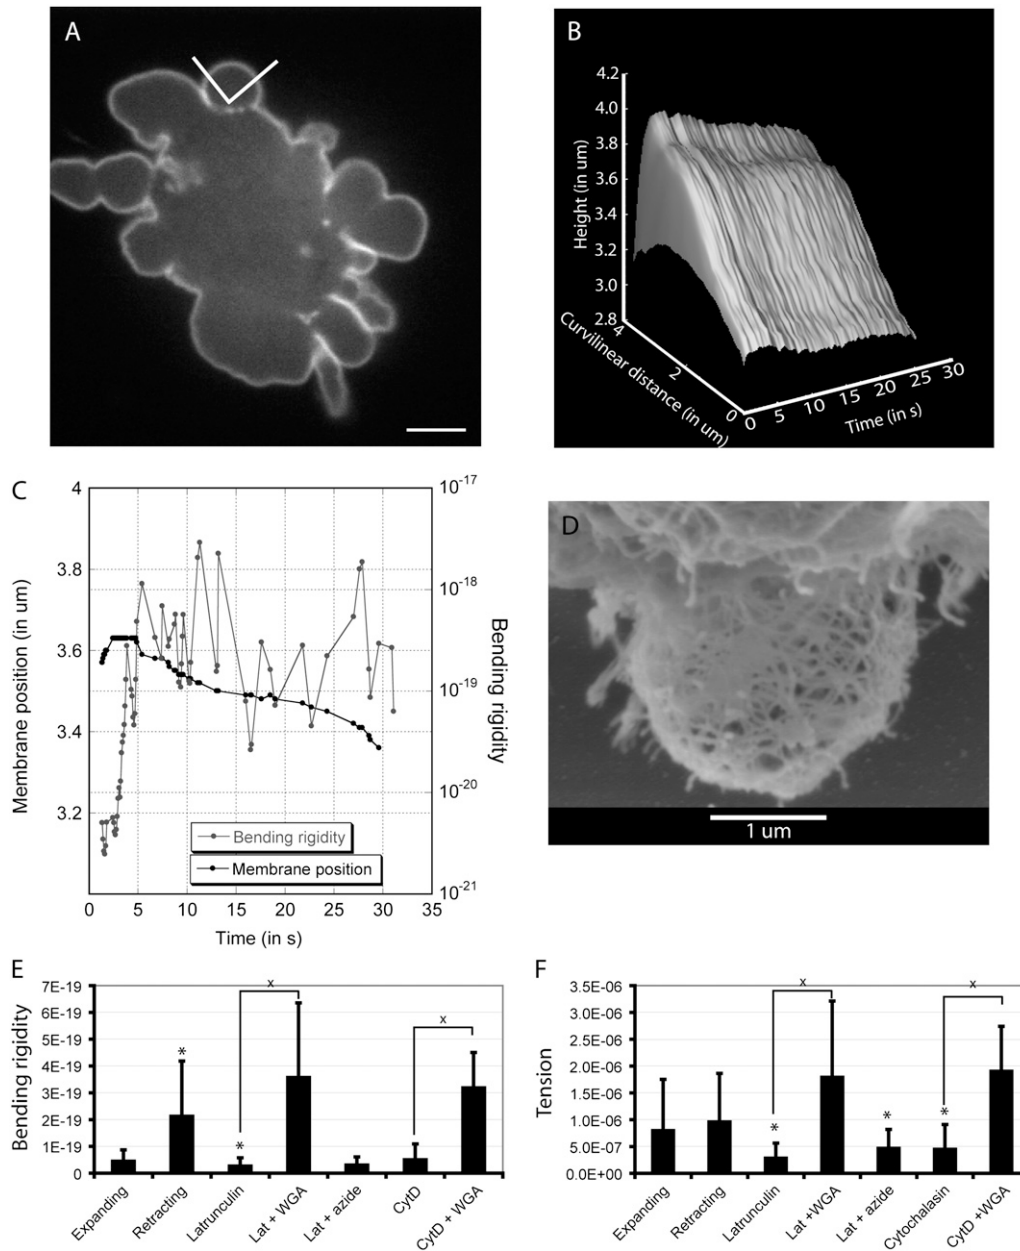 A
B
4.2
4.0
3.8
3.6
3.4
3.2
3.0
2.8
Height (in um)
4
2
0
Curvilinear distance (in um)
0 5 10 15 20 25 30
Time (in s)
C
4
3.8
3.6
3.4
3.2
Membrane position (in um)
10-17
10-18
10-19
10-20
10-21
Bending rigidity
Bending rigidity
Membrane position
0 5 10 15 20 25 30 35
Time (in s)
D
1 um
E
7E-19
6E-19
5E-19
4E-19
3E-19
2E-19
1E-19
0
Bending rigidity
* * x x
Expanding
Retracting
Latrunculin
Lat + WGA
Lat + azide
CytD
CytD + WGA
F
3.5E-06
3.0E-06
2.5E-06
2.0E-06
1.5E-06
1.0E-06
5.0E-07
0.0E+00
Tension
* x * * x
Expanding
Retracting
Latrunculin
Lat +WGA
Lat + azide
Cytochalasin
CytD +WGA